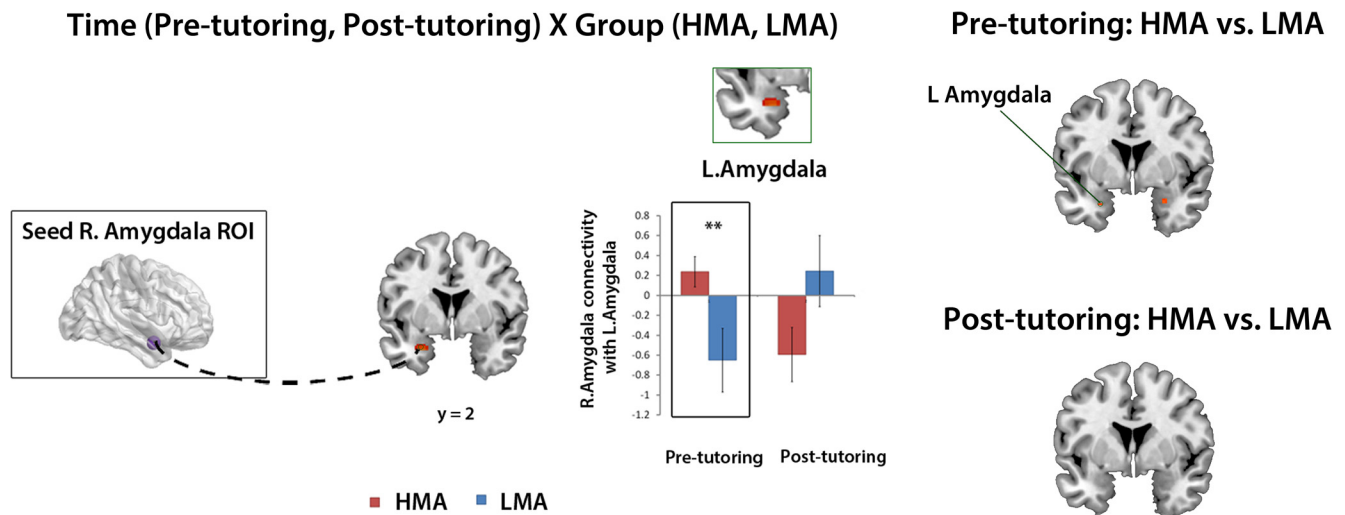 Time (Pre-tutoring, Post-tutoring) X Group (HMA, LMA)
Pre-tutoring: HMA vs. LMA
L Amygdala
L.Amygdala
Seed R. Amygdala ROI
y = 2
R.Amygdala connectivity
with L.Amygdala
0.8
0.6
0.4
0.2
0
-0.2
-0.4
-0.6
-0.8
-1
-1.2
**
Pre-tutoring
Post-tutoring
HMA
LMA
Post-tutoring: HMA vs. LMA